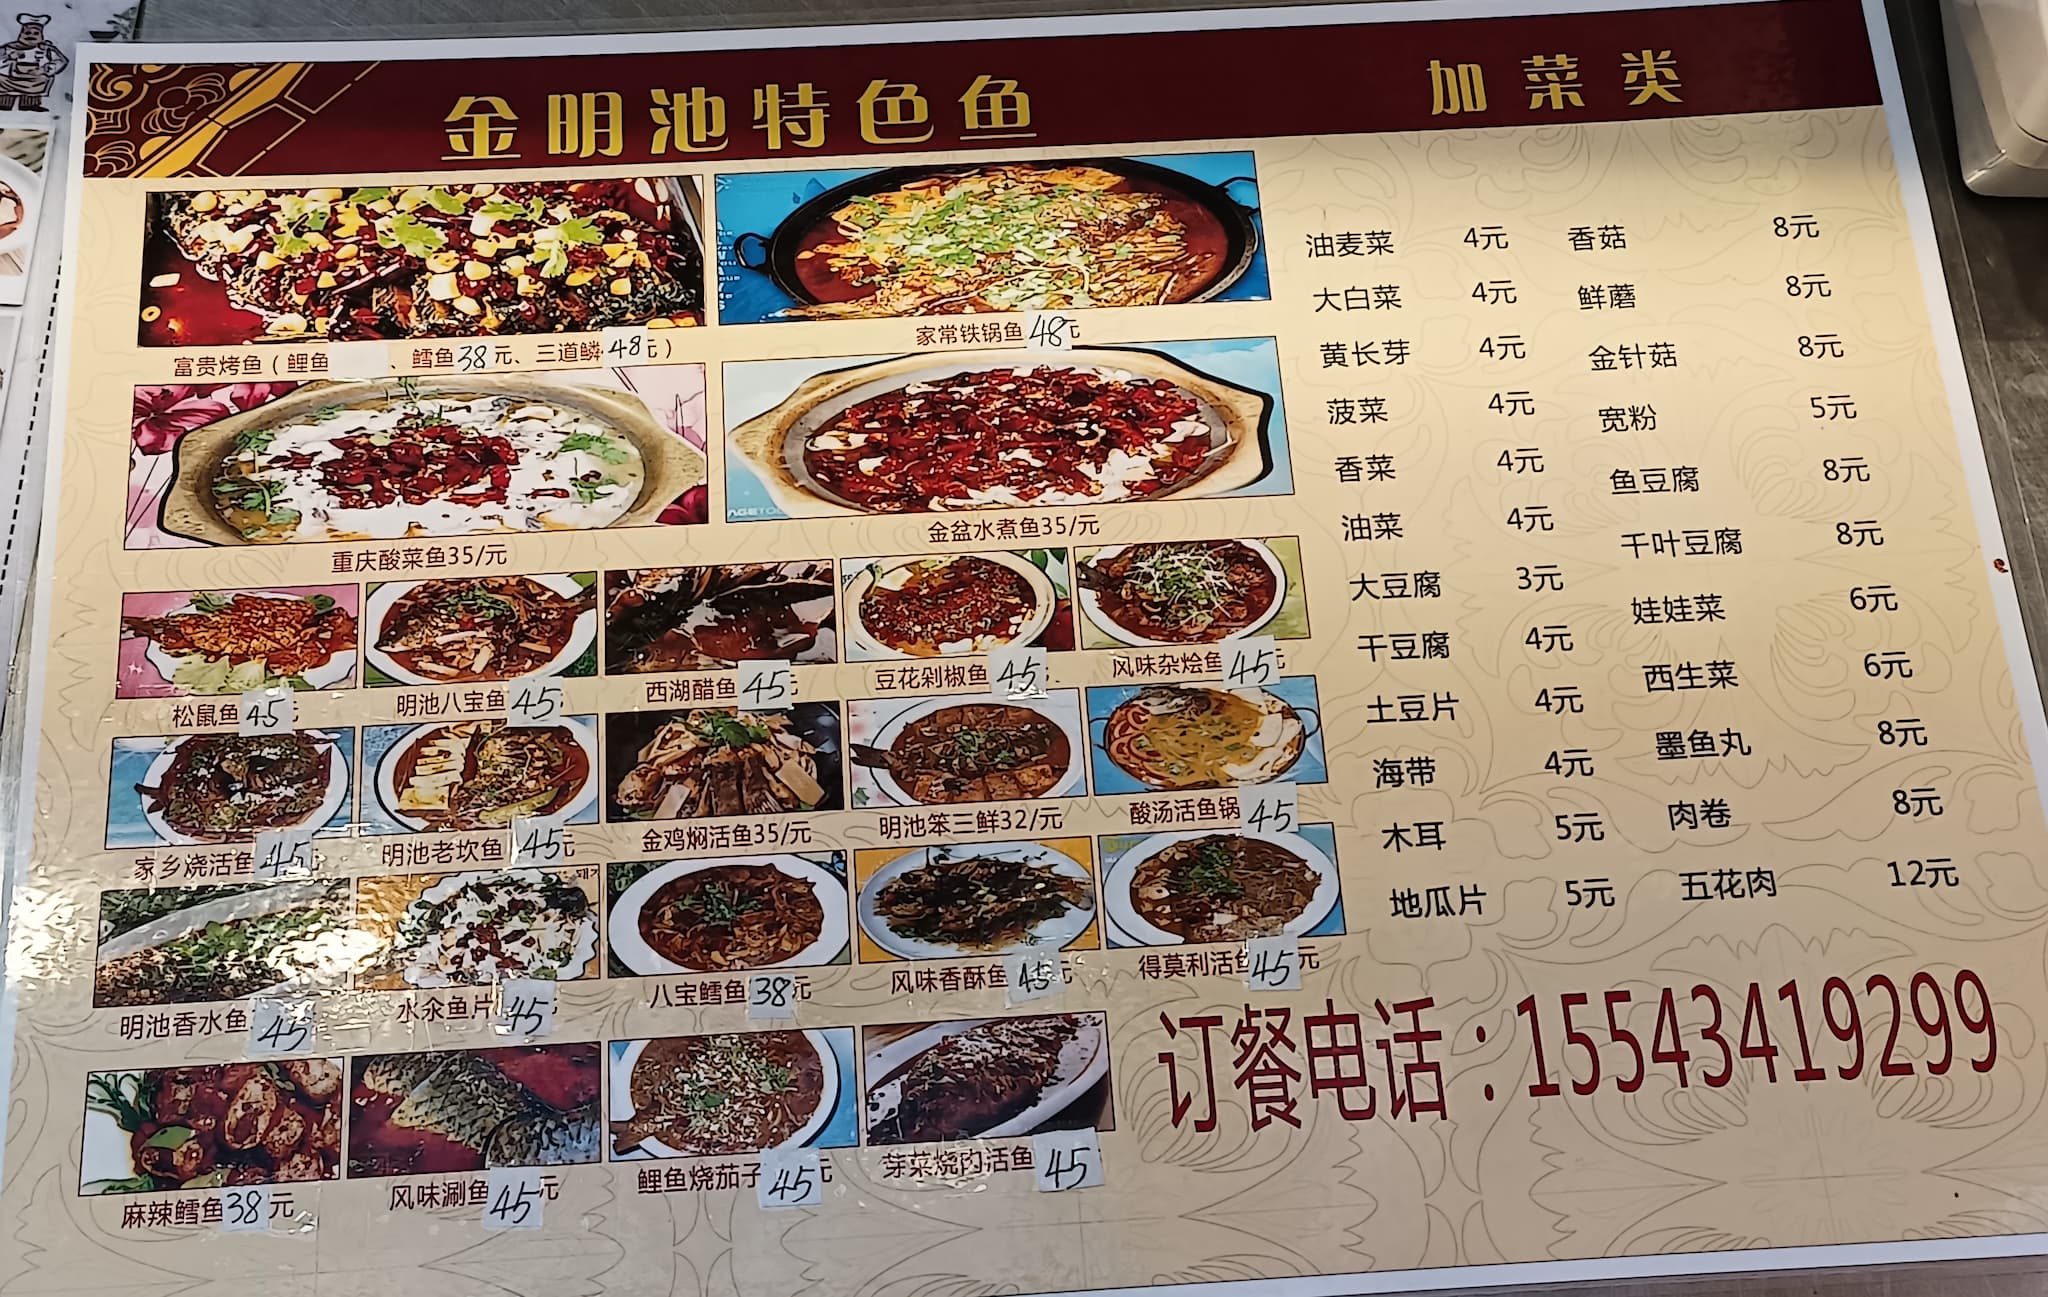 金明池特色鱼
加菜类
富贵烤鱼（鲤鱼 、鳕鱼38元、三道鳞48元）
家常铁锅鱼48元
重庆酸菜鱼35/元
金盆水煮鱼35/元
松鼠鱼45元
明池八宝鱼45
西湖醋鱼45元
豆花剁椒鱼45
风味杂烩鱼45元
家乡烧活鱼45
明池老坎鱼45元
金鸡焖活鱼35/元
明池笨三鲜32/元
酸汤活鱼锅45
明池香水鱼45
水汆鱼片45元
八宝鳕鱼38元
风味香酥鱼45元
得莫利活鱼45元
麻辣鳕鱼38元
风味涮鱼45元
鲤鱼烧茄子45元
芽菜烧肉活鱼45
油麦菜 4元 香菇 8元
大白菜 4元 鲜蘑 8元
黄长芽 4元 金针菇 8元
菠菜 4元 宽粉 5元
香菜 4元 鱼豆腐 8元
油菜 4元 千叶豆腐 8元
大豆腐 3元 娃娃菜 6元
干豆腐 4元 西生菜 6元
土豆片 4元 墨鱼丸 8元
海带 4元 肉卷 8元
木耳 5元 五花肉 12元
地瓜片 5元
订餐电话：15543419299